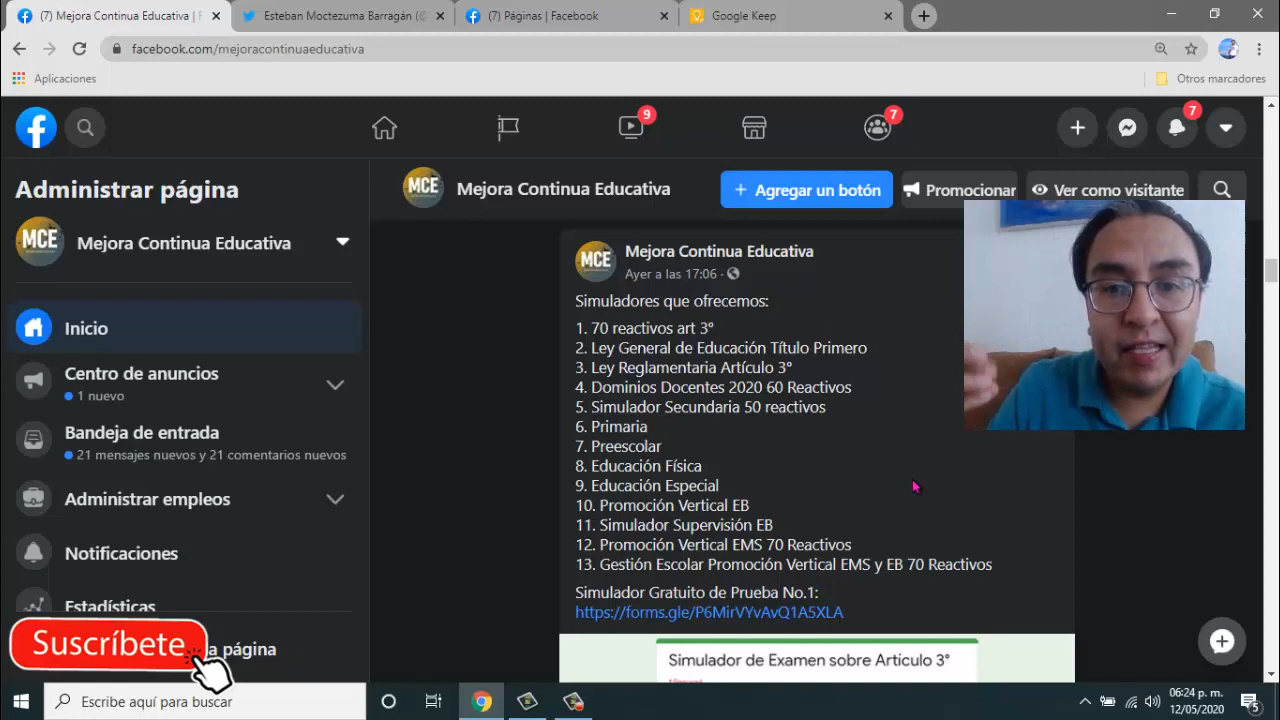 (7) Mejora Continua Educativa | F
Esteban Moctezuma Barragán (@
(7) Páginas | Facebook
Google Keep
facebook.com/mejoracontinuaeducativa
Aplicaciones
Otros marcadores
9
7
7
Administrar página
MCE
Mejora Continua Educativa
Agregar un botón
Promocionar
Ver como visitante
MCE
Mejora Continua Educativa
Inicio
Centro de anuncios
1 nuevo
Bandeja de entrada
21 mensajes nuevos y 21 comentarios nuevos
Administrar empleos
Notificaciones
Estadísticas
a página
Suscríbete
MCE
Mejora Continua Educativa
Ayer a las 17:06 ·
Simuladores que ofrecemos:
1. 70 reactivos art 3°
2. Ley General de Educación Título Primero
3. Ley Reglamentaria Artículo 3°
4. Dominios Docentes 2020 60 Reactivos
5. Simulador Secundaria 50 reactivos
6. Primaria
7. Preescolar
8. Educación Física
9. Educación Especial
10. Promoción Vertical EB
11. Simulador Supervisión EB
12. Promoción Vertical EMS 70 Reactivos
13. Gestión Escolar Promoción Vertical EMS y EB 70 Reactivos
Simulador Gratuito de Prueba No.1:
https://forms.gle/P6MirVYvAvQ1A5XLA
Simulador de Examen sobre Artículo 3°
Escribe aquí para buscar
06:24 p. m.
12/05/2020
5